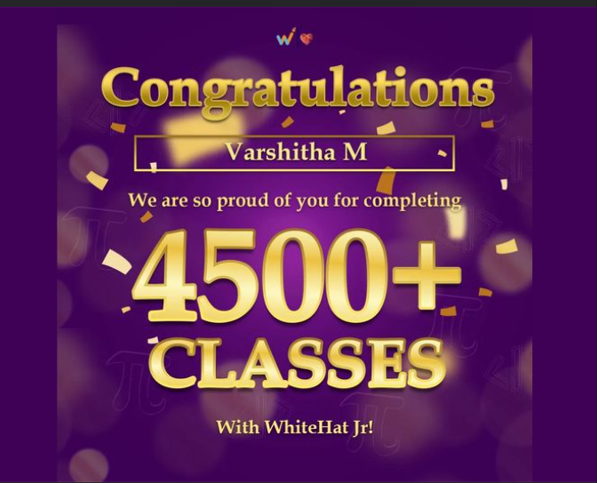 Congratulations
Varshitha M
We are so proud of you for completing
4500+
CLASSES
With WhiteHat Jr!